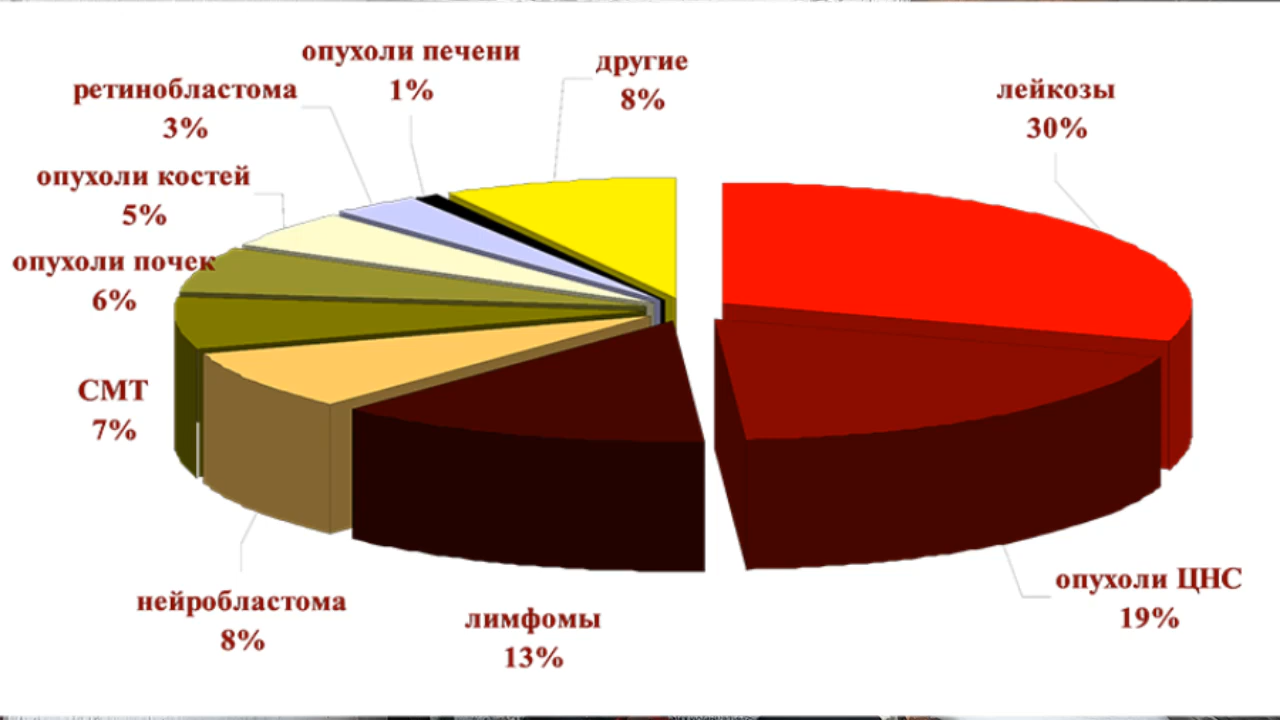 опухоли печени
1%
другие
8%
ретинобластома
3%
лейкозы
30%
опухоли костей
5%
опухоли почек
6%
СМТ
7%
нейробластома
8%
лимфомы
13%
опухоли ЦНС
19%